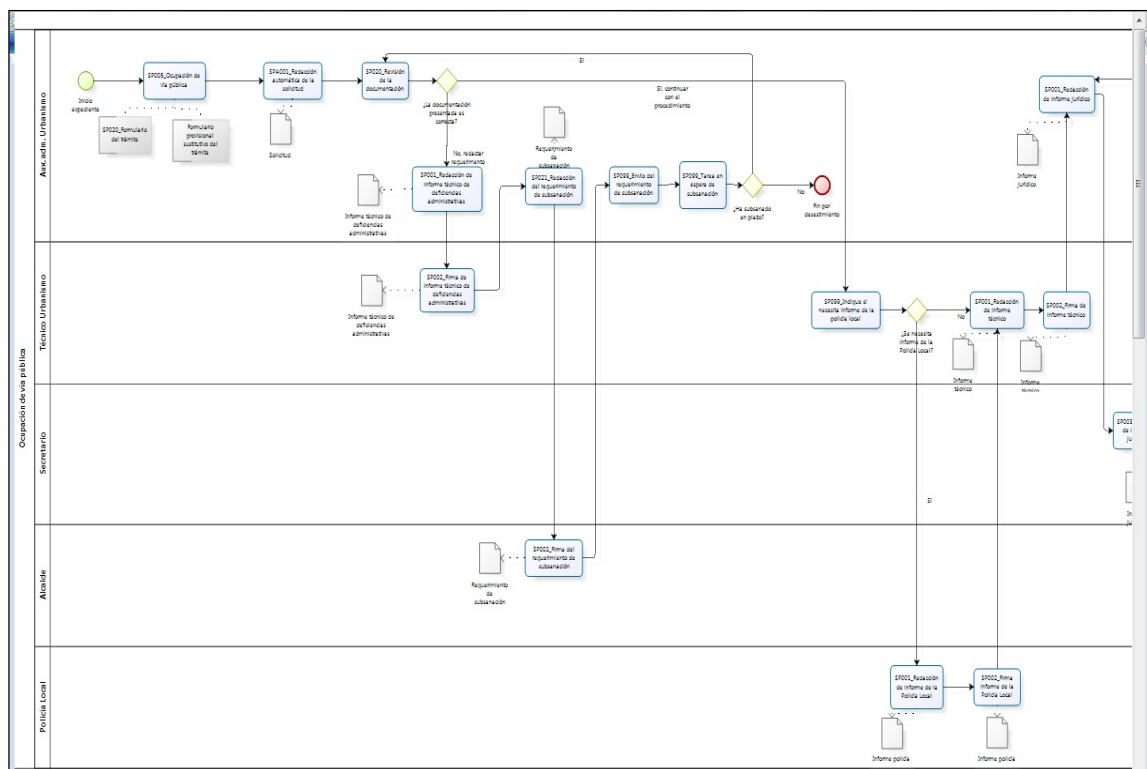 Ocupación de vía pública
Aux. adm. Urbanismo
Inicio
expediente
SP005_Ocupación de
vía pública
SP020_Formulario
del trámite
Formulario
provisional
sustitutivo del
trámite
SPA001_Redacción
automática de la
solicitud
Solicitud
SP020_Revisión
de la
documentación
¿La documentación
presentada es
correcta?
SI
Sí, continuar
con el
procedimiento
No, redactar
requerimento
SP001_Redacción de
informe técnico de
deficiencias
administrativas
Informe técnico de
deficiencias
administrativas
Requerimiento
de
subsanación
SP021_Redacción
del requerimiento
de subsanación
SP099_Envío del
requerimiento
de subsanación
SP099_Tarea en
espera de
subsanación
¿Ha subsanado
en plazo?
No
Fin por
desestimiento
SP001_Redacción
de informe jurídico
Informe
jurídico
Técnico Urbanismo
SP002_Firma de
informe técnico de
deficiencias
administrativas
Informe técnico de
deficiencias
administrativas
SP099_Indique si
necesita informe de la
policía local
¿Se necesita
informe de la
Policía Local?
No
SP001_Redacción
de informe
técnico
Informe
técnico
SP002_Firma de
informe técnico
Informe
técnico
Secretario
SP002
de i
ju
SI
Alcalde
SP002_Firma del
requerimiento de
subsanación
Requerimiento
de
subsanación
Policía Local
SP001_Redacción
de informe de la
Policía Local
Informe policía
SP002_Firma
informe de la
Policía Local
Informe policía